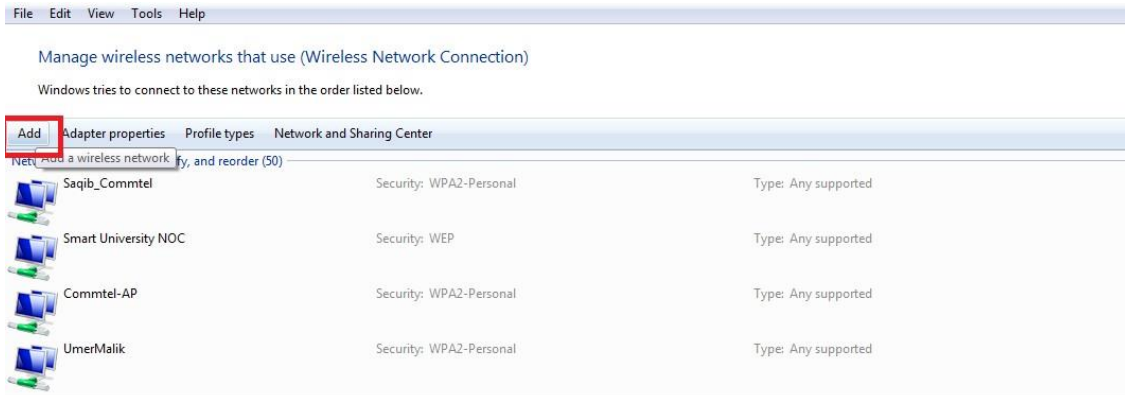 File Edit View Tools Help
Manage wireless networks that use (Wireless Network Connection)
Windows tries to connect to these networks in the order listed below.
Add Adapter properties Profile types Network and Sharing Center
Add a wireless network fy, and reorder (50)
Saqib_Commtel Security: WPA2-Personal Type: Any supported
Smart University NOC Security: WEP Type: Any supported
Commtel-AP Security: WPA2-Personal Type: Any supported
UmerMalik Security: WPA2-Personal Type: Any supported